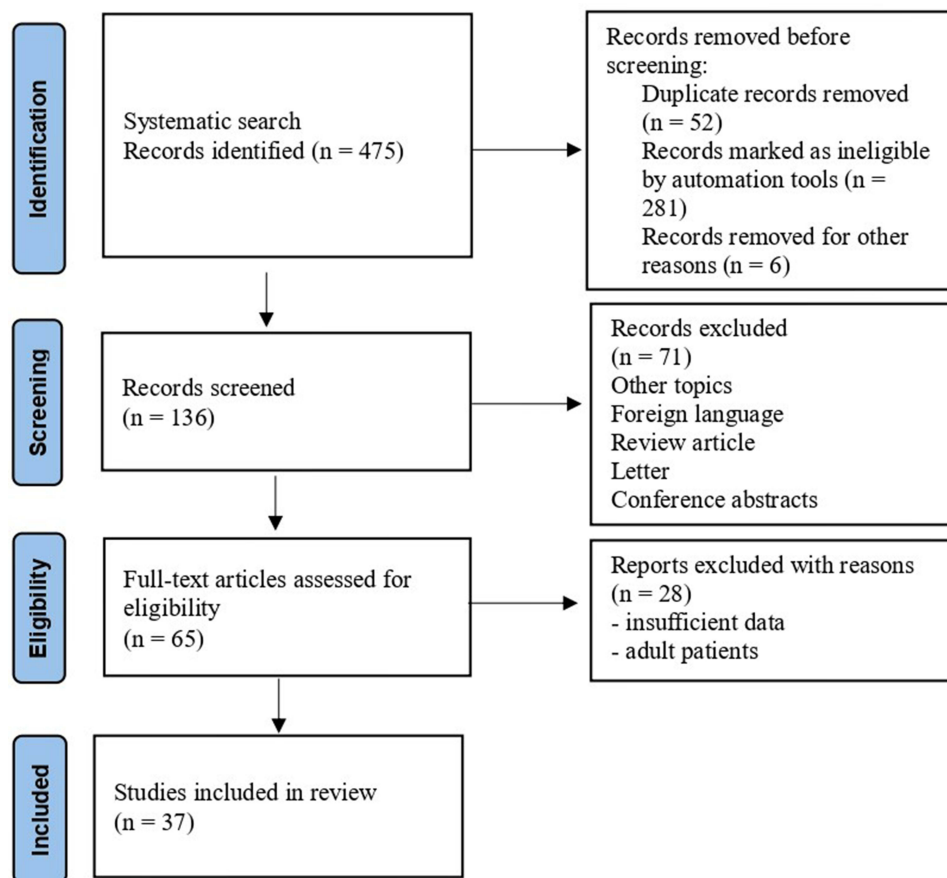 Identification
Systematic search
Records identified (n = 475)
Records removed before
screening:
Duplicate records removed
(n = 52)
Records marked as ineligible
by automation tools (n =
281)
Records removed for other
reasons (n = 6)
Screening
Records screened
(n = 136)
Records excluded
(n = 71)
Other topics
Foreign language
Review article
Letter
Conference abstracts
Eligibility
Full-text articles assessed for
eligibility
(n = 65)
Reports excluded with reasons
(n = 28)
- insufficient data
- adult patients
Included
Studies included in review
(n = 37)